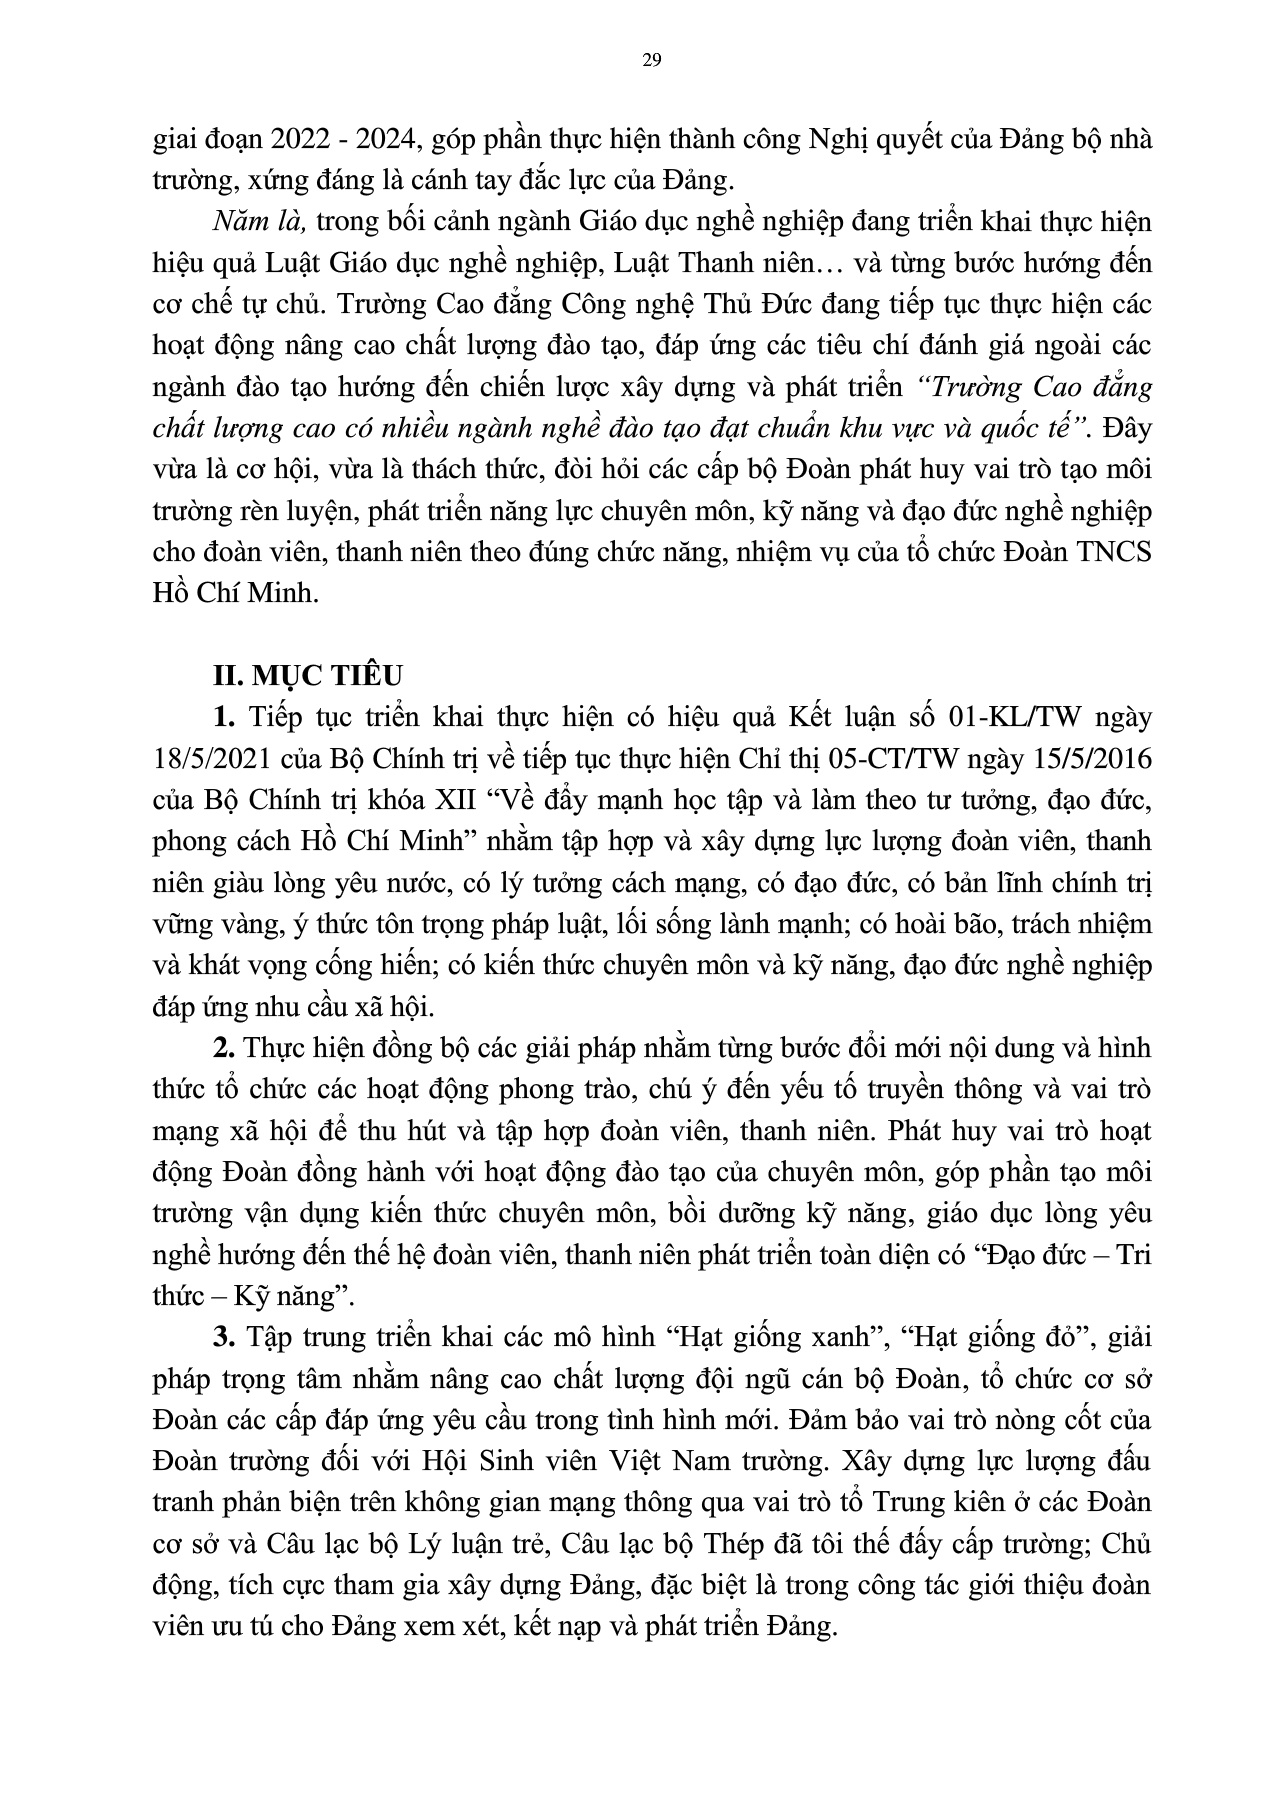 29
giai đoạn 2022 - 2024, góp phần thực hiện thành công Nghị quyết của Đảng bộ nhà
trường, xứng đáng là cánh tay đắc lực của Đảng.
Năm là, trong bối cảnh ngành Giáo dục nghề nghiệp đang triển khai thực hiện
hiệu quả Luật Giáo dục nghề nghiệp, Luật Thanh niên… và từng bước hướng đến
cơ chế tự chủ. Trường Cao đẳng Công nghệ Thủ Đức đang tiếp tục thực hiện các
hoạt động nâng cao chất lượng đào tạo, đáp ứng các tiêu chí đánh giá ngoài các
ngành đào tạo hướng đến chiến lược xây dựng và phát triển “Trường Cao đẳng
chất lượng cao có nhiều ngành nghề đào tạo đạt chuẩn khu vực và quốc tế”. Đây
vừa là cơ hội, vừa là thách thức, đòi hỏi các cấp bộ Đoàn phát huy vai trò tạo môi
trường rèn luyện, phát triển năng lực chuyên môn, kỹ năng và đạo đức nghề nghiệp
cho đoàn viên, thanh niên theo đúng chức năng, nhiệm vụ của tổ chức Đoàn TNCS
Hồ Chí Minh.
II. MỤC TIÊU
1. Tiếp tục triển khai thực hiện có hiệu quả Kết luận số 01-KL/TW ngày
18/5/2021 của Bộ Chính trị về tiếp tục thực hiện Chỉ thị 05-CT/TW ngày 15/5/2016
của Bộ Chính trị khóa XII “Về đẩy mạnh học tập và làm theo tư tưởng, đạo đức,
phong cách Hồ Chí Minh” nhằm tập hợp và xây dựng lực lượng đoàn viên, thanh
niên giàu lòng yêu nước, có lý tưởng cách mạng, có đạo đức, có bản lĩnh chính trị
vững vàng, ý thức tôn trọng pháp luật, lối sống lành mạnh; có hoài bão, trách nhiệm
và khát vọng cống hiến; có kiến thức chuyên môn và kỹ năng, đạo đức nghề nghiệp
đáp ứng nhu cầu xã hội.
2. Thực hiện đồng bộ các giải pháp nhằm từng bước đổi mới nội dung và hình
thức tổ chức các hoạt động phong trào, chú ý đến yếu tố truyền thông và vai trò
mạng xã hội để thu hút và tập hợp đoàn viên, thanh niên. Phát huy vai trò hoạt
động Đoàn đồng hành với hoạt động đào tạo của chuyên môn, góp phần tạo môi
trường vận dụng kiến thức chuyên môn, bồi dưỡng kỹ năng, giáo dục lòng yêu
nghề hướng đến thế hệ đoàn viên, thanh niên phát triển toàn diện có “Đạo đức – Tri
thức – Kỹ năng”.
3. Tập trung triển khai các mô hình “Hạt giống xanh”, “Hạt giống đỏ”, giải
pháp trọng tâm nhằm nâng cao chất lượng đội ngũ cán bộ Đoàn, tổ chức cơ sở
Đoàn các cấp đáp ứng yêu cầu trong tình hình mới. Đảm bảo vai trò nòng cốt của
Đoàn trường đối với Hội Sinh viên Việt Nam trường. Xây dựng lực lượng đấu
tranh phản biện trên không gian mạng thông qua vai trò tổ Trung kiên ở các Đoàn
cơ sở và Câu lạc bộ Lý luận trẻ, Câu lạc bộ Thép đã tôi thế đấy cấp trường; Chủ
động, tích cực tham gia xây dựng Đảng, đặc biệt là trong công tác giới thiệu đoàn
viên ưu tú cho Đảng xem xét, kết nạp và phát triển Đảng.